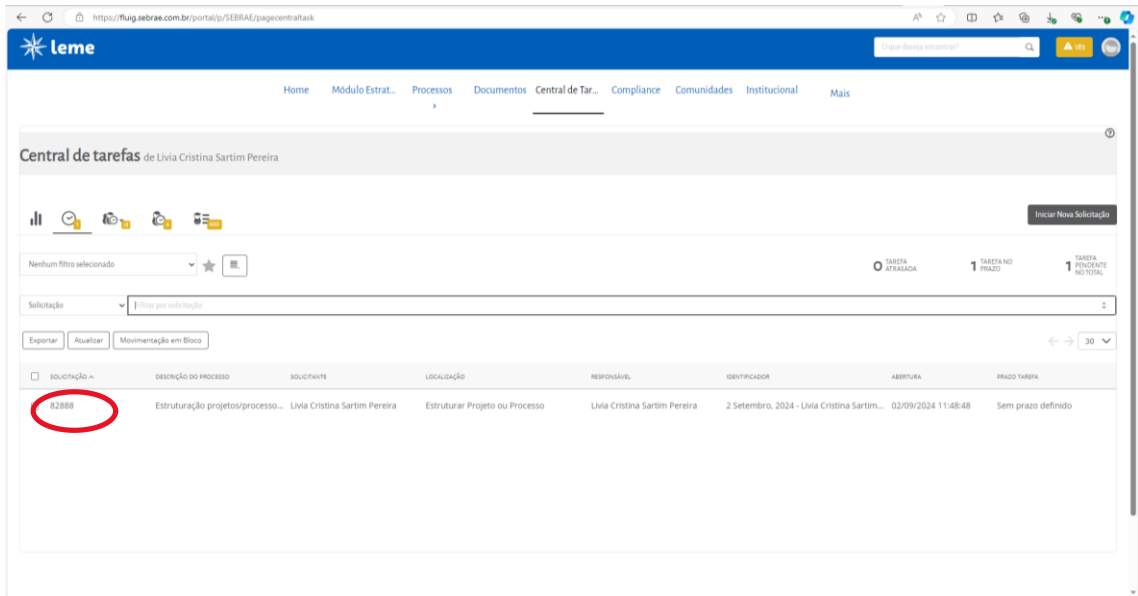 https://fluig.sebrae.com.br/portal/p/SEBRAE/pagecentraltask
leme
O que deseja encontrar?
Home Módulo Estrat... Processos Documentos Central de Tar... Compliance Comunidades Institucional Mais
Central de tarefas de Livia Cristina Sartim Pereira
Iniciar Nova Solicitação
Nenhum filtro selecionado
0 TAREFA ATRASADA 1 TAREFA NO PRAZO 1 TAREFA PENDENTE NO TOTAL
Solicitação Filtrar por solicitação
Exportar Atualizar Movimentação em Bloco 30
SOLICITAÇÃO DESCRIÇÃO DO PROCESSO SOLICITANTE LOCALIZAÇÃO RESPONSÁVEL IDENTIFICADOR ABERTURA PRAZO TAREFA
82888 Estruturação projetos/processo... Livia Cristina Sartim Pereira Estruturar Projeto ou Processo Livia Cristina Sartim Pereira 2 Setembro, 2024 - Livia Cristina Sartim... 02/09/2024 11:48:48 Sem prazo definido